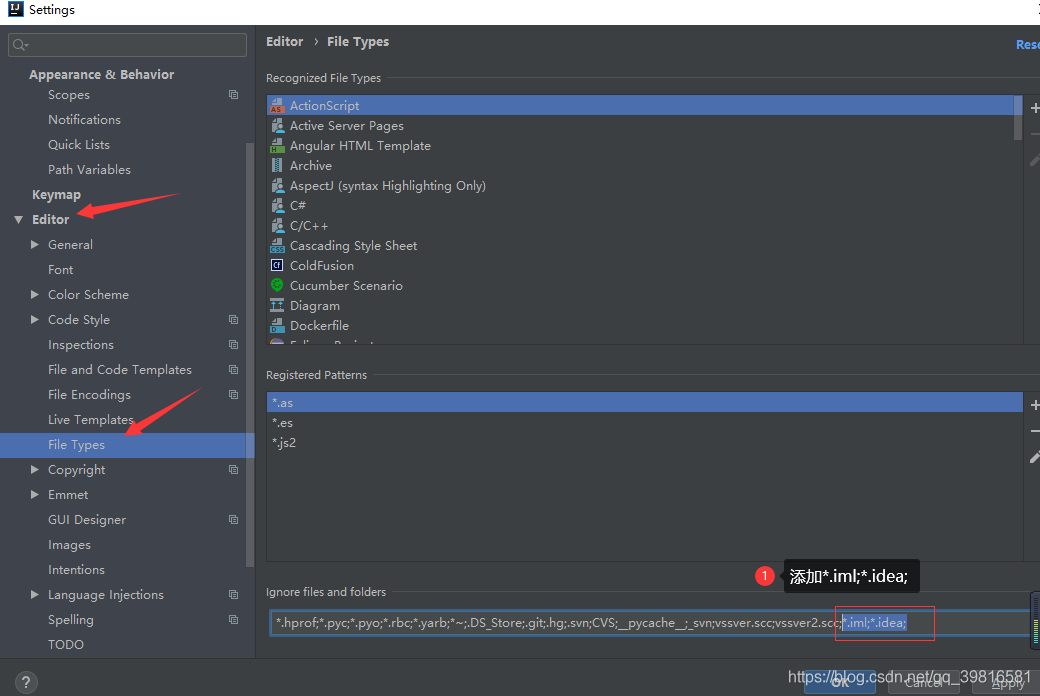 Settings
Editor › File Types
Rese
Appearance & Behavior
Scopes
Notifications
Quick Lists
Path Variables
Keymap
Editor
General
Font
Color Scheme
Code Style
Inspections
File and Code Templates
File Encodings
Live Templates
File Types
Copyright
Emmet
GUI Designer
Images
Intentions
Language Injections
Spelling
TODO
Recognized File Types
ActionScript
Active Server Pages
Angular HTML Template
Archive
AspectJ (syntax Highlighting Only)
C#
C/C++
Cascading Style Sheet
ColdFusion
Cucumber Scenario
Diagram
Dockerfile
Registered Patterns
*.as
*.es
*.js2
1 添加*.iml;*.idea;
Ignore files and folders
*.hprof;*.pyc;*.pyo;*.rbc;*.yarb;*~;.DS_Store;.git;.hg;.svn;CVS;__pycache__;_svn;vssver.scc;vssver2.scc;*.iml;*.idea;
?
OK
Cancel
Apply
https://blog.csdn.net/qq_39816581